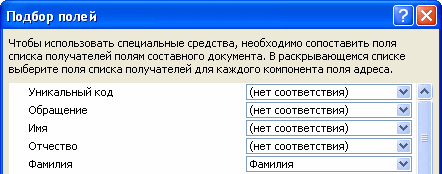 Подбор полей
Чтобы использовать специальные средства, необходимо сопоставить поля
списка получателей полям составного документа. В раскрывающемся списке
выберите поля списка получателей для каждого компонента поля адреса.
Уникальный код (нет соответствия)
Обращение (нет соответствия)
Имя (нет соответствия)
Отчество (нет соответствия)
Фамилия Фамилия